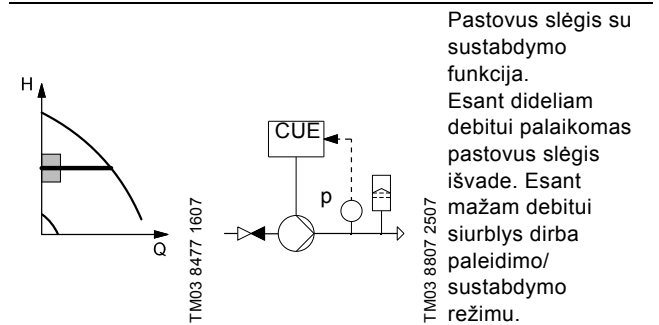 H
Q
TM03 8477 1607
CUE
p
TM03 8807 2507
Pastovus slėgis su
sustabdymo
funkcija.
Esant dideliam
debitui palaikomas
pastovus slėgis
išvade. Esant
mažam debitui
siurblys dirba
paleidimo/
sustabdymo
režimu.